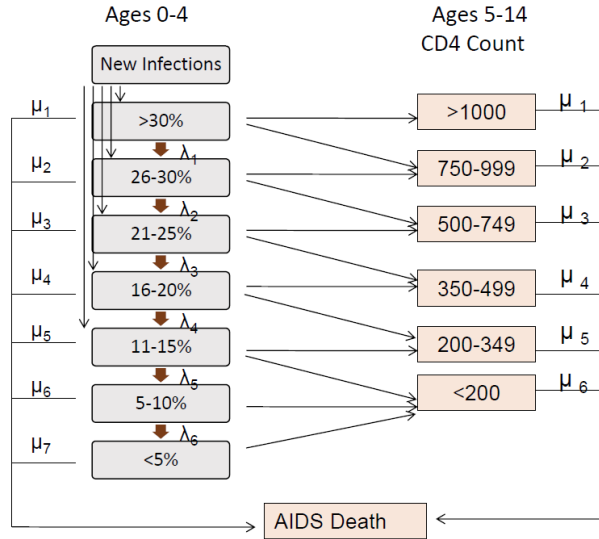 Ages 0-4
Ages 5-14
CD4 Count
New Infections
μ1
>30%
>1000
μ 1
λ1
μ2
26-30%
750-999
μ 2
λ2
μ3
21-25%
500-749
μ 3
λ3
μ4
16-20%
350-499
μ 4
λ4
μ5
11-15%
200-349
μ 5
λ5
μ6
5-10%
<200
μ 6
λ6
μ7
<5%
AIDS Death